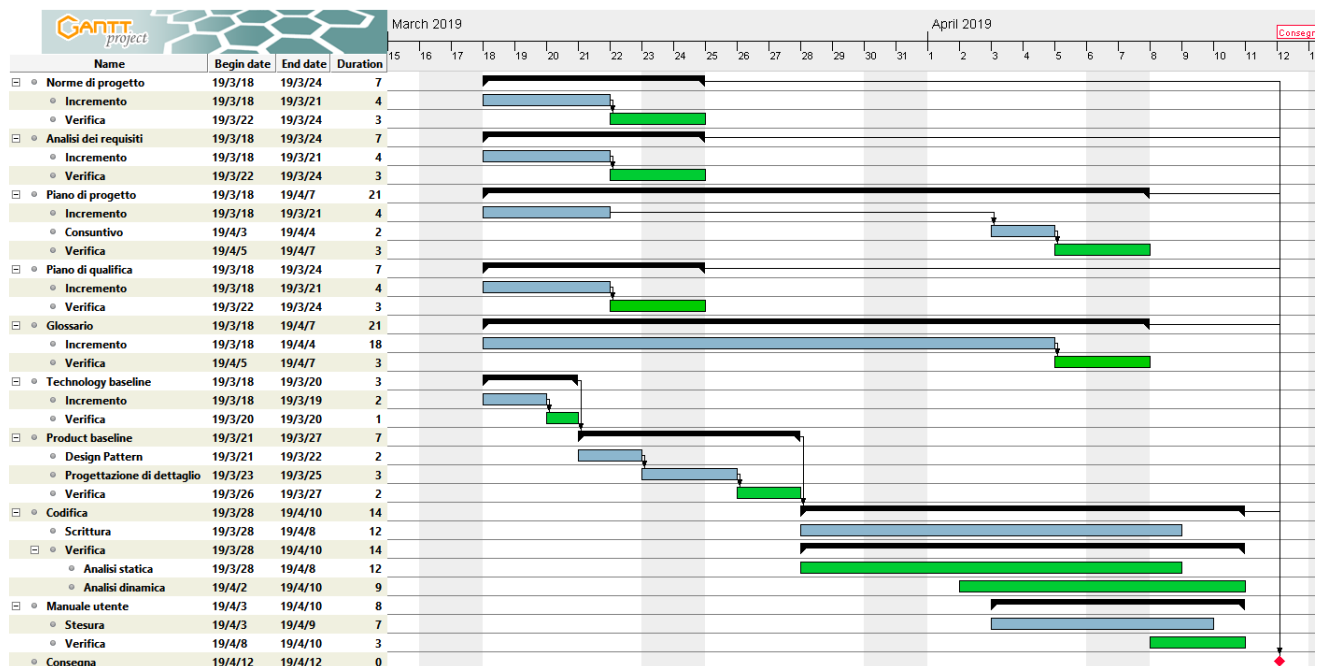 GANTT
project
March 2019 April 2019
Consegn
15 16 17 18 19 20 21 22 23 24 25 26 27 28 29 30 31 1 2 3 4 5 6 7 8 9 10 11 12 1
Name Begin date End date Duration
Norme di progetto 19/3/18 19/3/24 7
Incremento 19/3/18 19/3/21 4
Verifica 19/3/22 19/3/24 3
Analisi dei requisiti 19/3/18 19/3/24 7
Incremento 19/3/18 19/3/21 4
Verifica 19/3/22 19/3/24 3
Piano di progetto 19/3/18 19/4/7 21
Incremento 19/3/18 19/3/21 4
Consuntivo 19/4/3 19/4/4 2
Verifica 19/4/5 19/4/7 3
Piano di qualifica 19/3/18 19/3/24 7
Incremento 19/3/18 19/3/21 4
Verifica 19/3/22 19/3/24 3
Glossario 19/3/18 19/4/7 21
Incremento 19/3/18 19/4/4 18
Verifica 19/4/5 19/4/7 3
Technology baseline 19/3/18 19/3/20 3
Incremento 19/3/18 19/3/19 2
Verifica 19/3/20 19/3/20 1
Product baseline 19/3/21 19/3/27 7
Design Pattern 19/3/21 19/3/22 2
Progettazione di dettaglio 19/3/23 19/3/25 3
Verifica 19/3/26 19/3/27 2
Codifica 19/3/28 19/4/10 14
Scrittura 19/3/28 19/4/8 12
Verifica 19/3/28 19/4/10 14
Analisi statica 19/3/28 19/4/8 12
Analisi dinamica 19/4/2 19/4/10 9
Manuale utente 19/4/3 19/4/10 8
Stesura 19/4/3 19/4/9 7
Verifica 19/4/8 19/4/10 3
Consegna 19/4/12 19/4/12 0